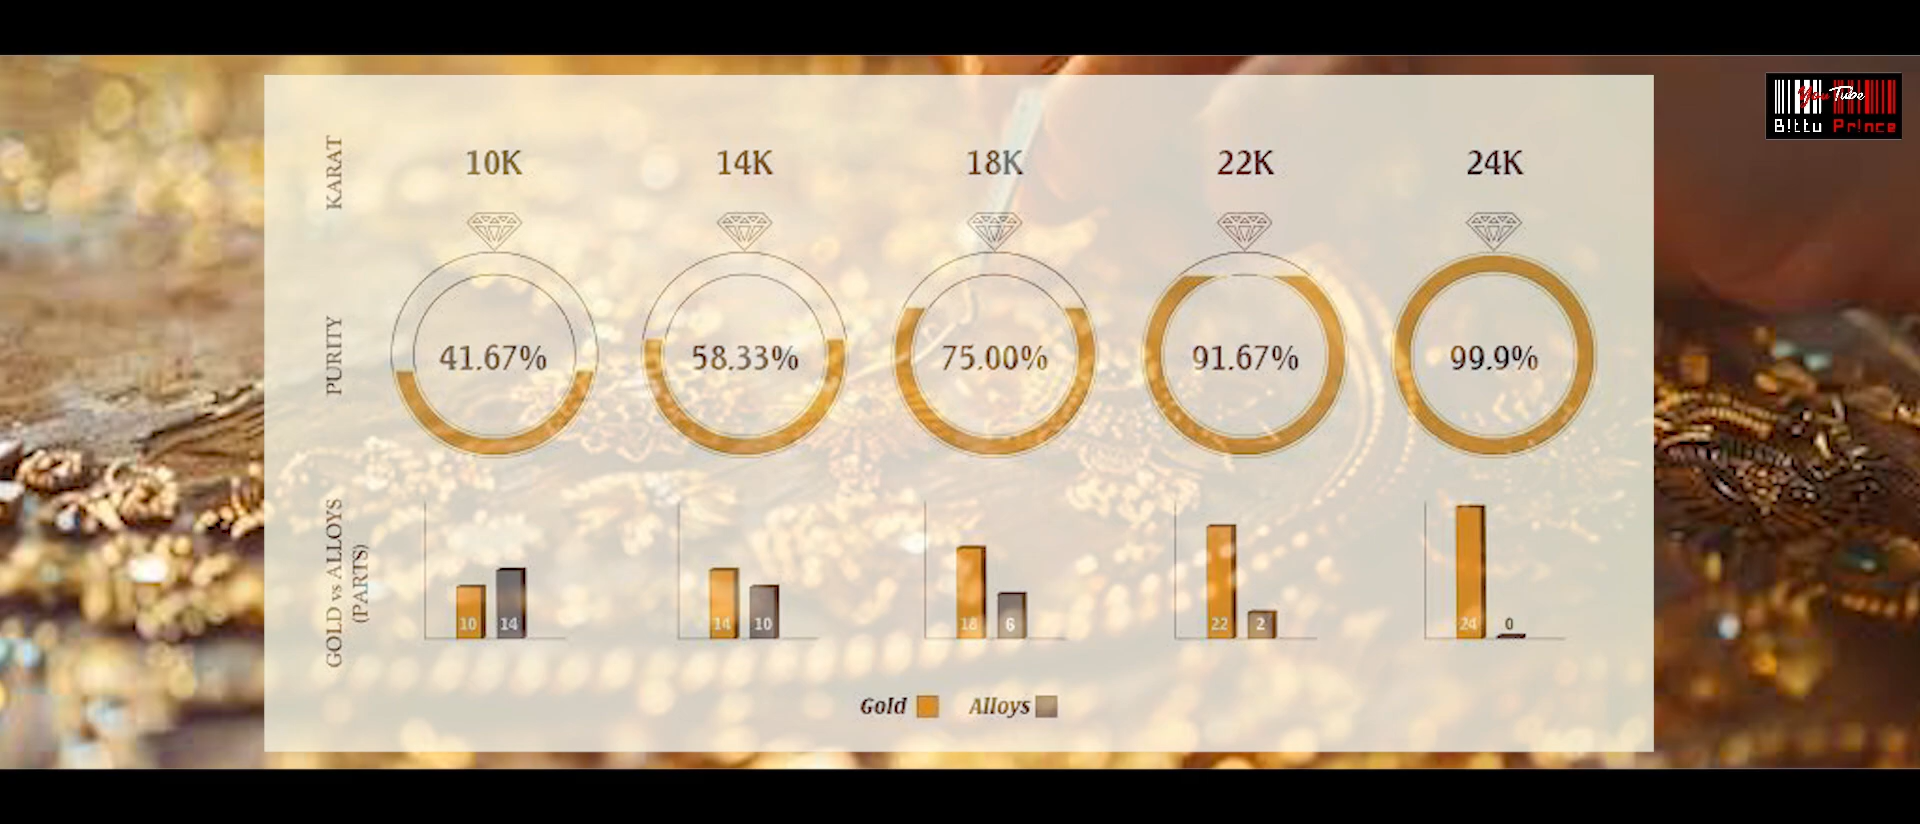 You Tube
B!ttu Pr!nce
KARAT
10K
14K
18K
22K
24K
PURITY
41.67%
58.33%
75.00%
91.67%
99.9%
GOLD vs ALLOYS
(PARTS)
10
14
14
10
18
6
22
2
24
0
Gold
Alloys